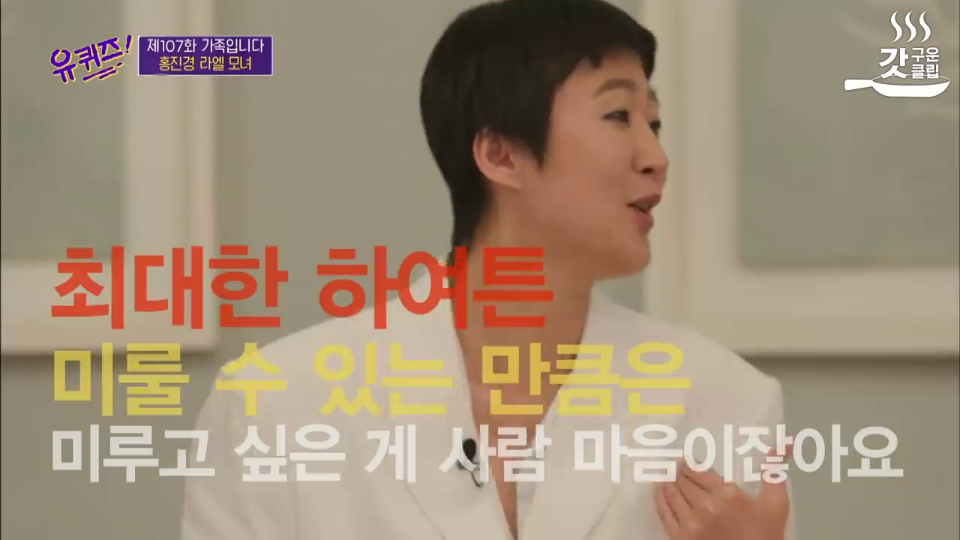 유퀴즈!
제107화 가족입니다
홍진경 라엘 모녀
갓구운
클립
최대한 하여튼
미룰 수 있는 만큼은
미루고 싶은 게 사람 마음이잖아요